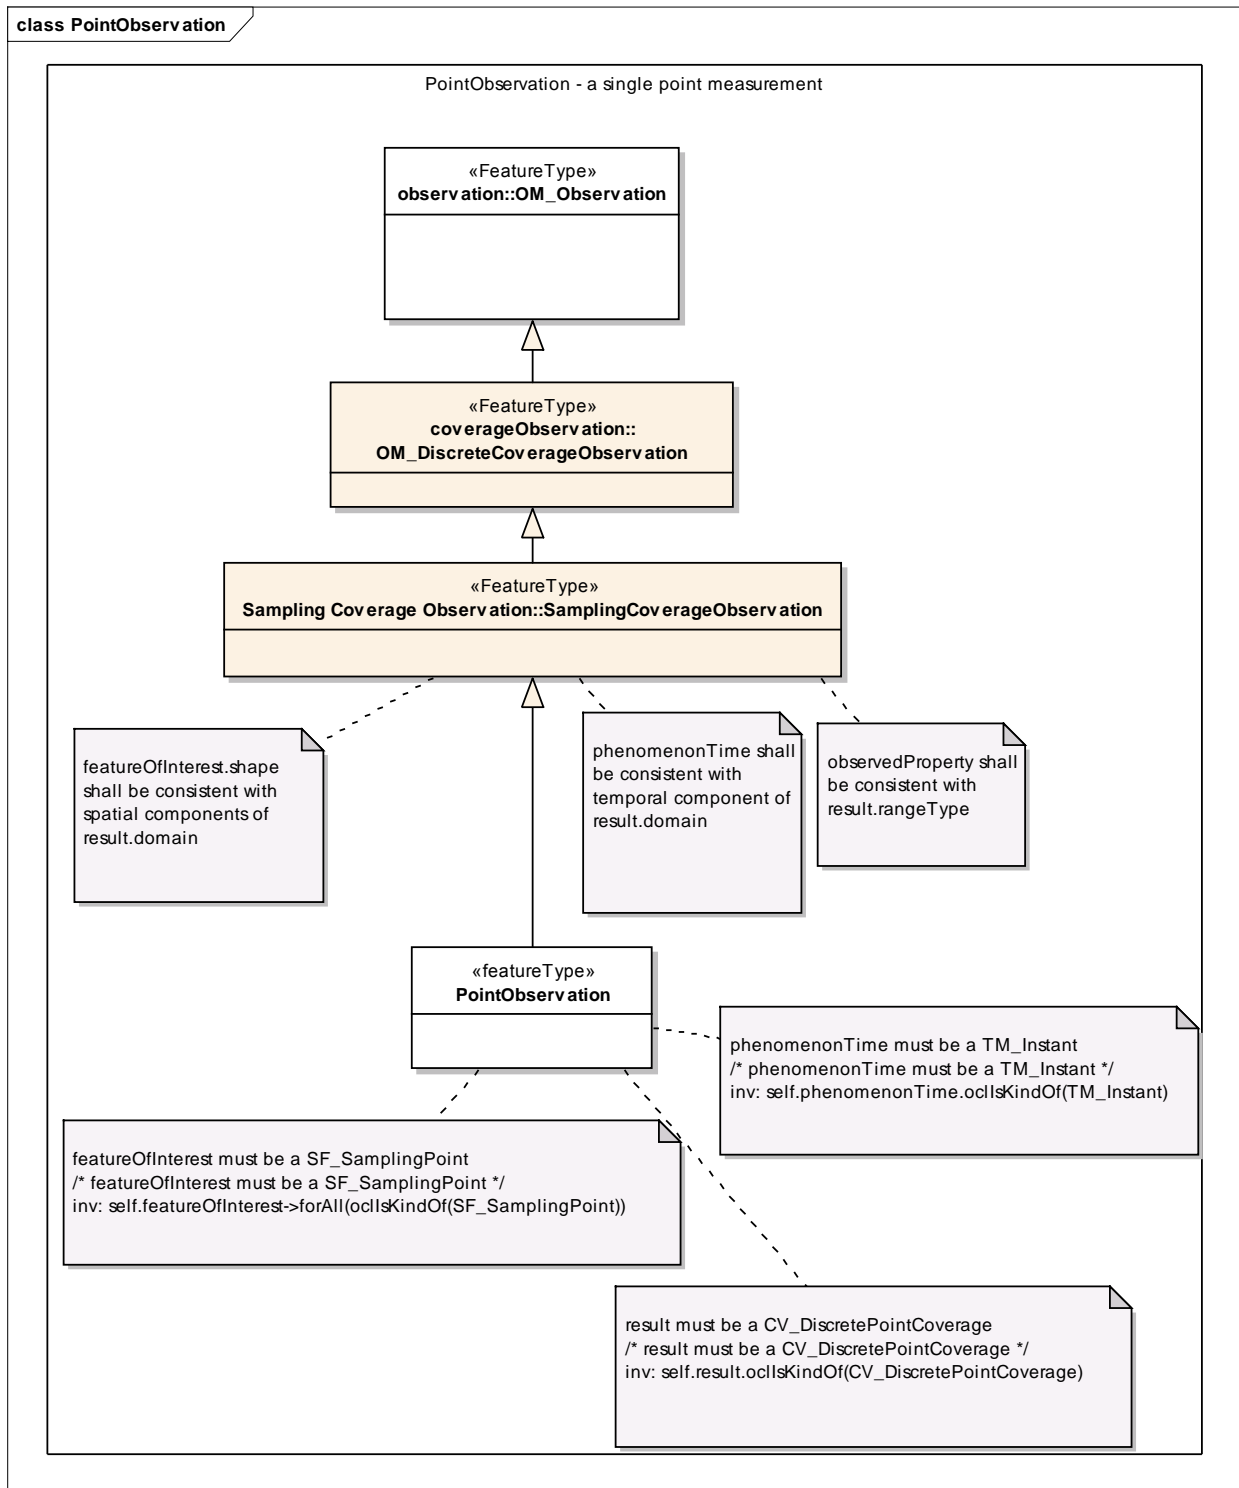 class PointObservation
PointObservation - a single point measurement
«FeatureType»
observation::OM_Observation
«FeatureType»
coverageObservation::
OM_DiscreteCoverageObservation
«FeatureType»
Sampling Coverage Observation::SamplingCoverageObservation
featureOfInterest.shape
shall be consistent with
spatial components of
result.domain
phenomenonTime shall
be consistent with
temporal component of
result.domain
observedProperty shall
be consistent with
result.rangeType
«featureType»
PointObservation
phenomenonTime must be a TM_Instant
/* phenomenonTime must be a TM_Instant */
inv: self.phenomenonTime.oclIsKindOf(TM_Instant)
featureOfInterest must be a SF_SamplingPoint
/* featureOfInterest must be a SF_SamplingPoint */
inv: self.featureOfInterest->forAll(oclIsKindOf(SF_SamplingPoint))
result must be a CV_DiscretePointCoverage
/* result must be a CV_DiscretePointCoverage */
inv: self.result.oclIsKindOf(CV_DiscretePointCoverage)